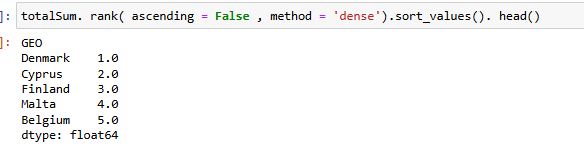 ]: totalSum. rank( ascending = False , method = 'dense').sort_values(). head()
]: GEO
Denmark 1.0
Cyprus 2.0
Finland 3.0
Malta 4.0
Belgium 5.0
dtype: float64